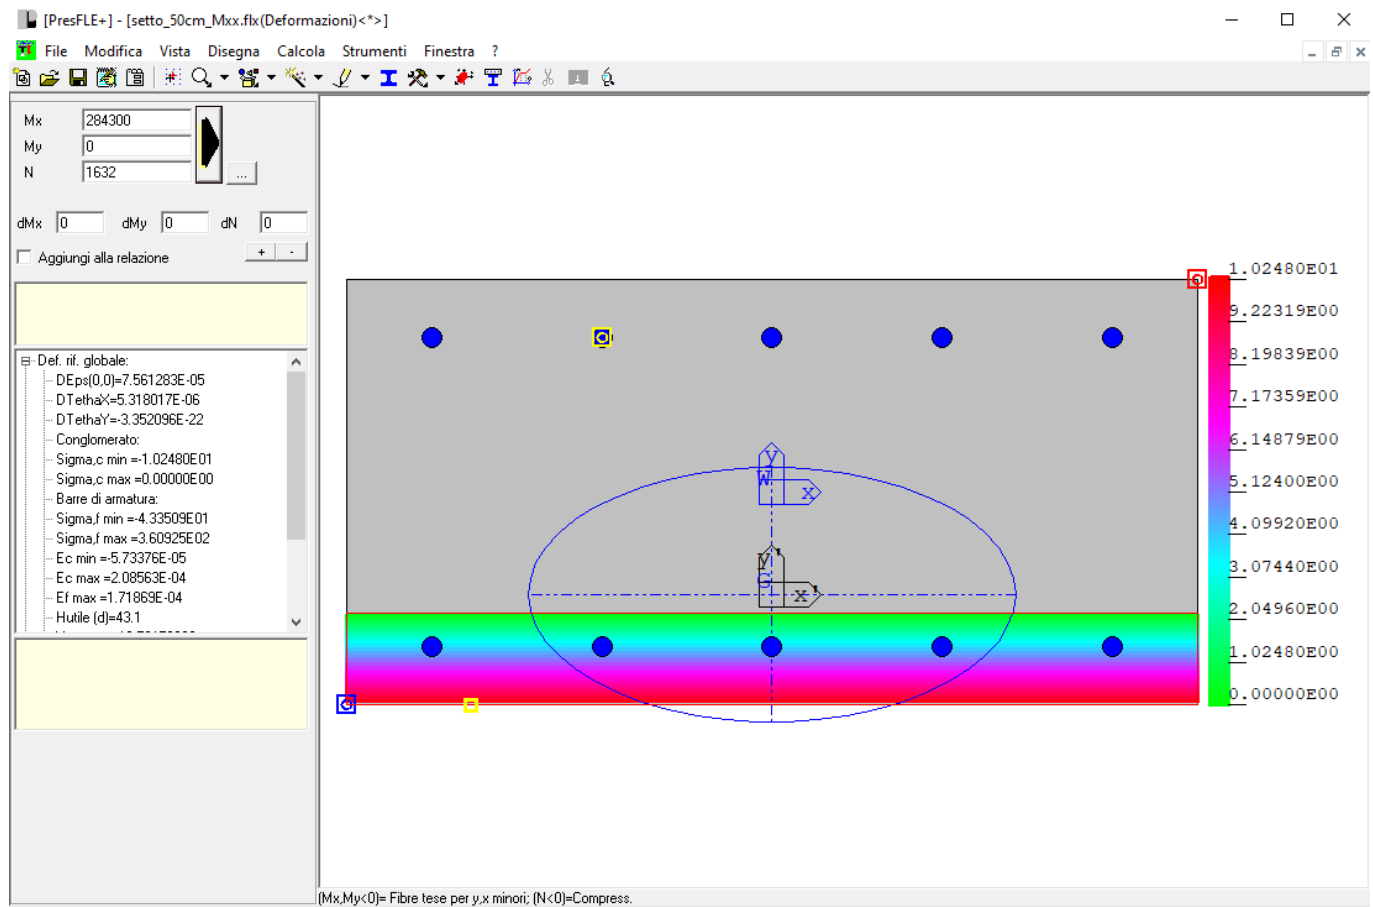 [PresFLE+] - [setto_50cm_Mxx.flx(Deformazioni)<*>]
File Modifica Vista Disegna Calcola Strumenti Finestra ?
Mx 284300
My 0
N 1632
...
dMx 0 dMy 0 dN 0
Aggiungi alla relazione + -
Def. rif. globale:
DEps(0,0)=7.561283E-05
DTethaX=5.318017E-06
DTethaY=-3.352096E-22
Conglomerato:
Sigma,c min =-1.02480E01
Sigma,c max =0.00000E00
Barre di armatura:
Sigma,f min =-4.33509E01
Sigma,f max =3.60925E02
Ec min =-5.73376E-05
Ec max =2.08563E-04
Ef max =1.71869E-04
Hutile (d)=43.1
y
W
x
y'
G
x'
1.02480E01
9.22319E00
8.19839E00
7.17359E00
6.14879E00
5.12400E00
4.09920E00
3.07440E00
2.04960E00
1.02480E00
0.00000E00
(Mx,My<0)= Fibre tese per y,x minori; (N<0)=Compress.